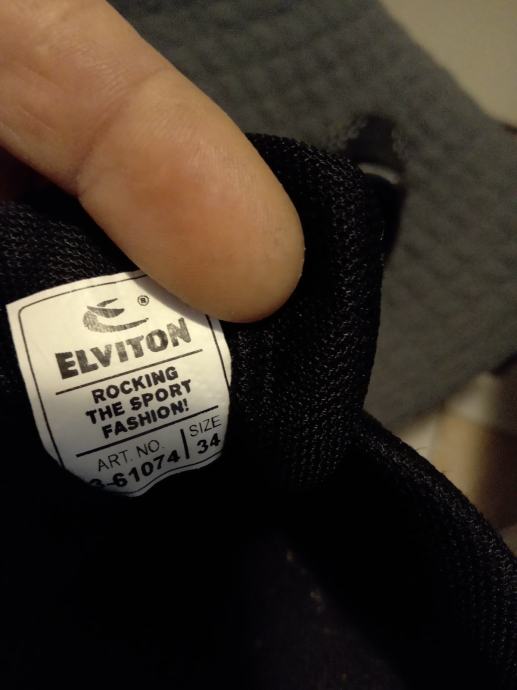 ®
ELVITON
ROCKING
THE SPORT
FASHION!
ART. NO. SIZE
-61074 34